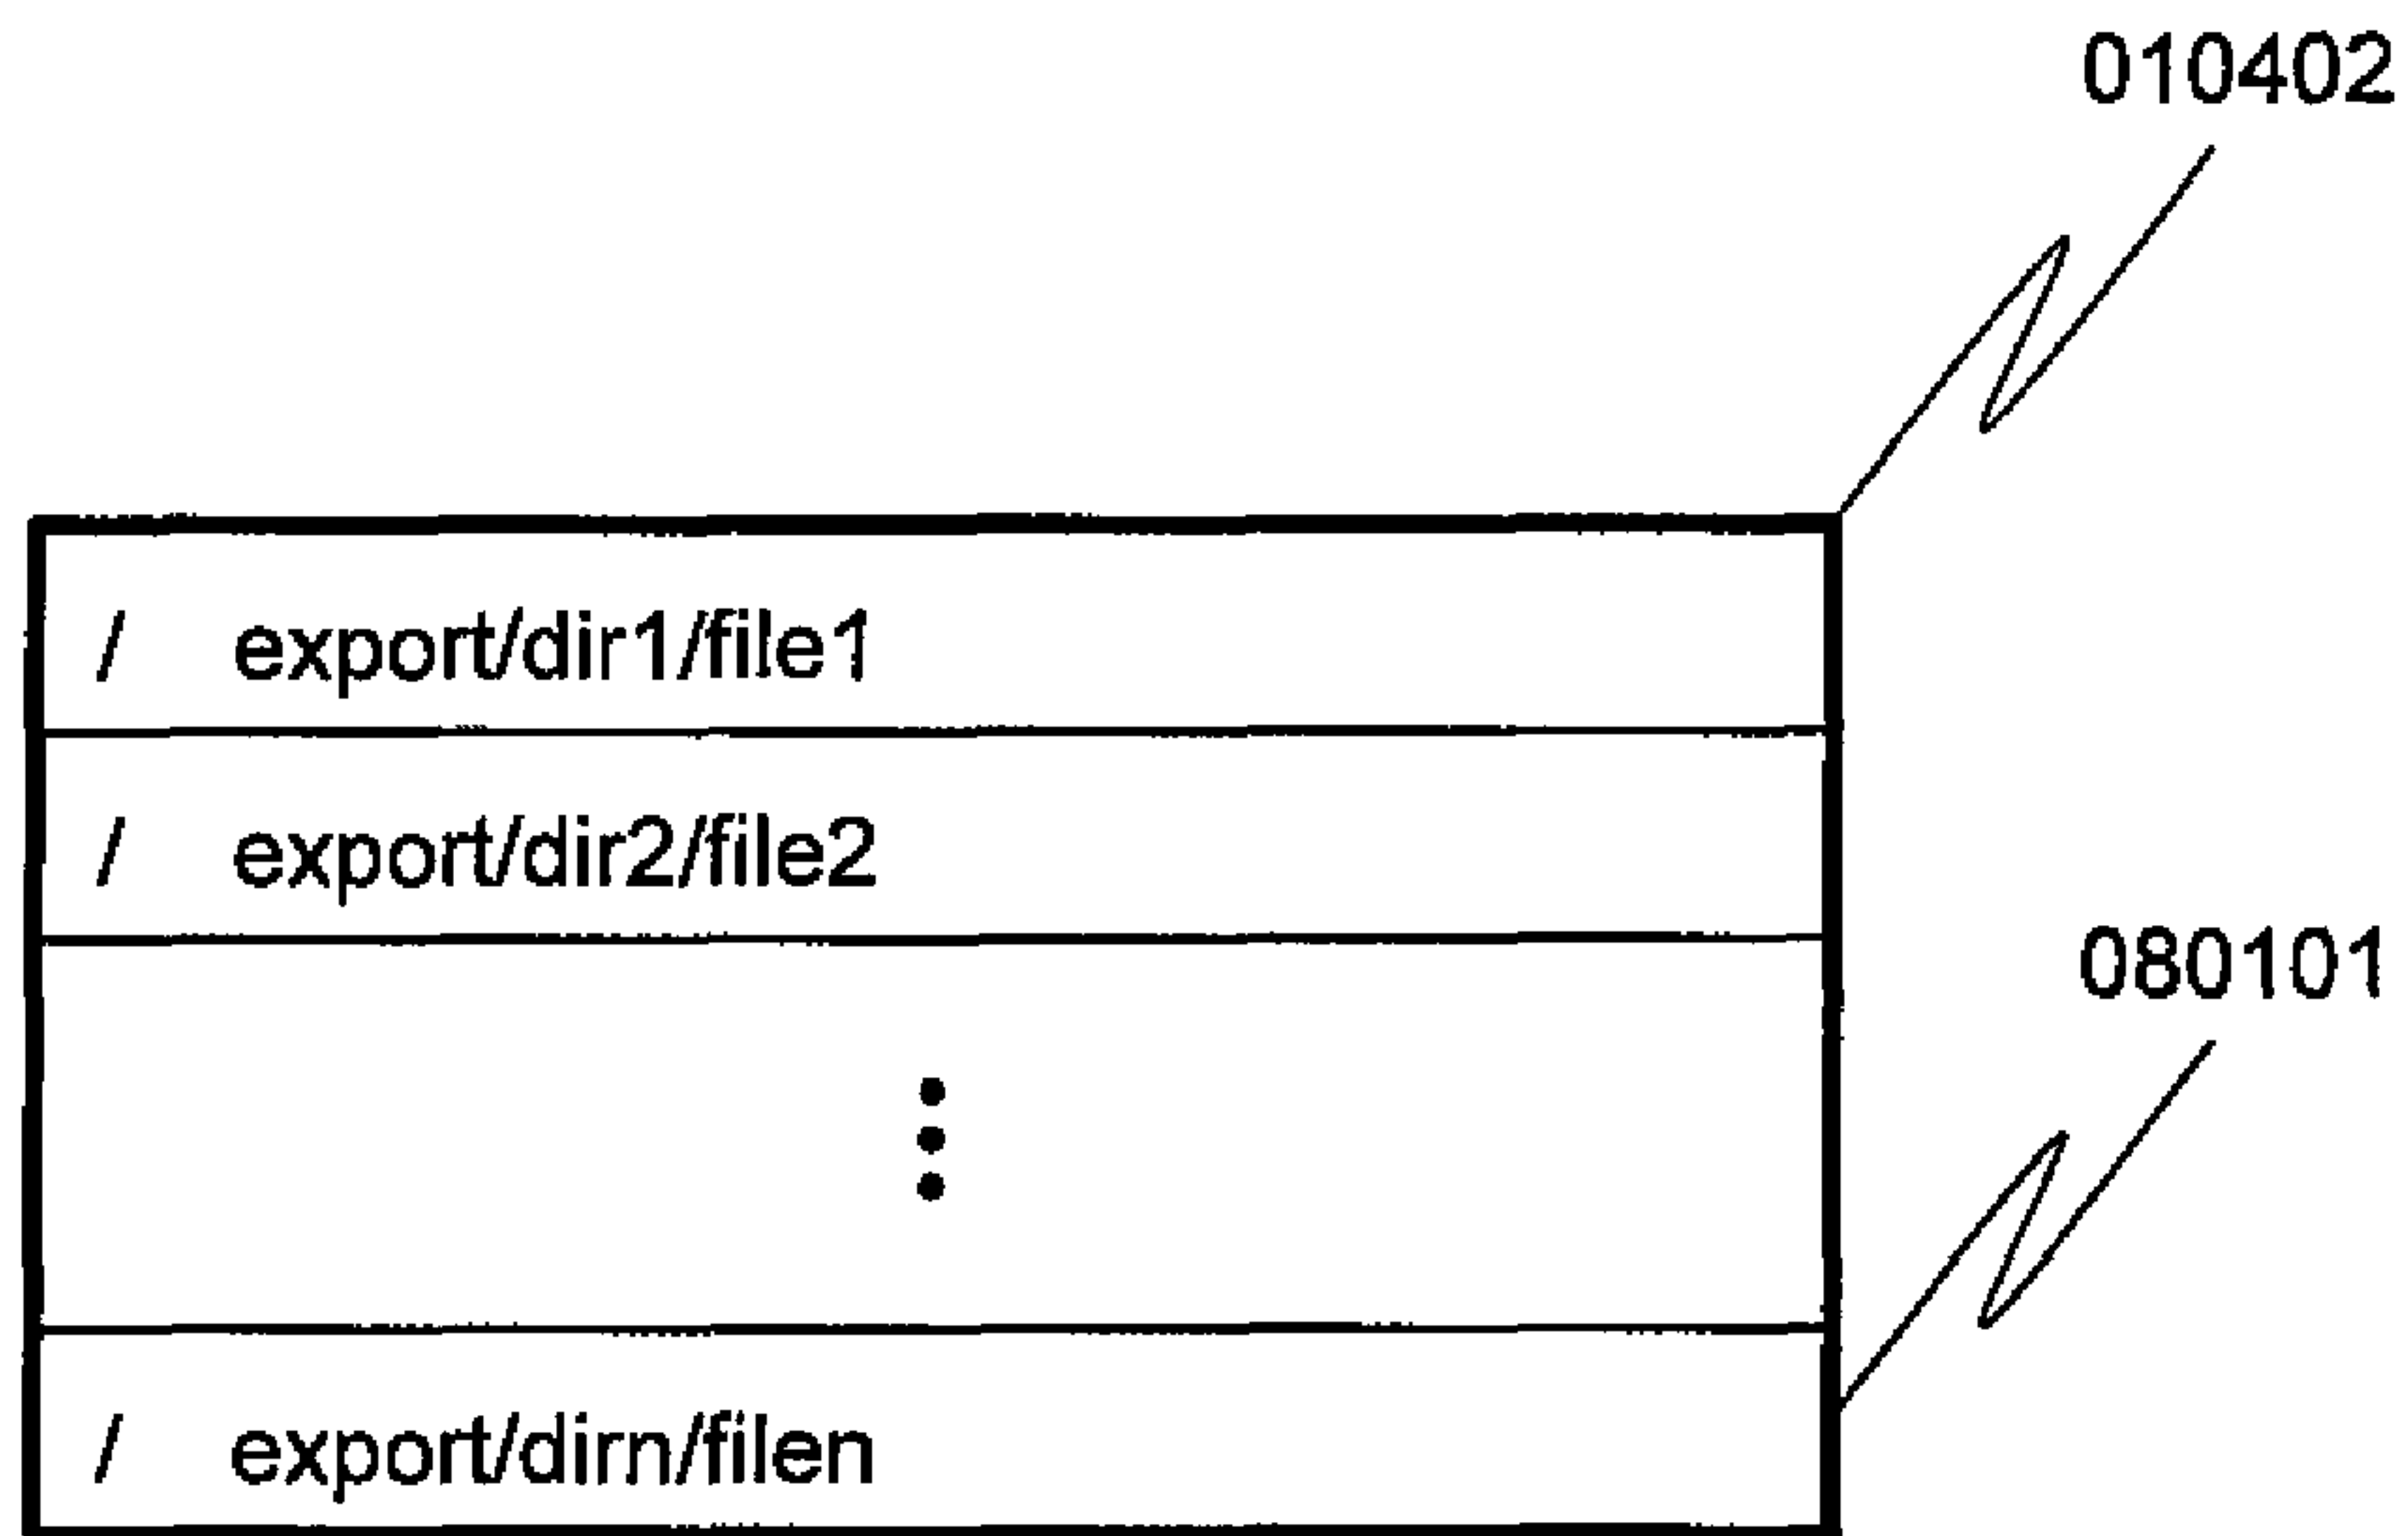 010402
/ export/dir1/file1
/ export/dir2/file2
080101
/ export/dirn/filen